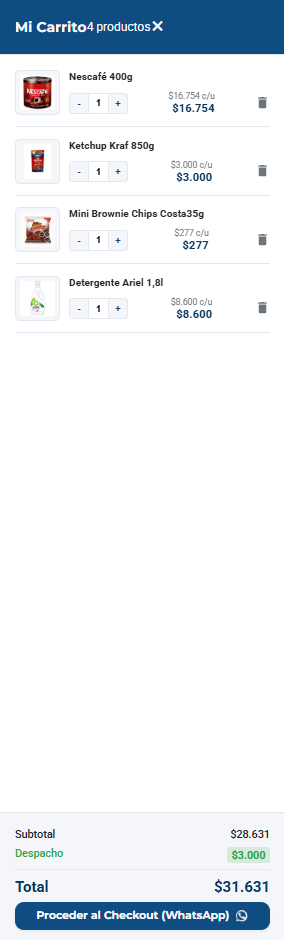 Mi Carrito4 productos✕
Nescafé 400g
- 1 +
$16.754 c/u
$16.754
Ketchup Kraf 850g
- 1 +
$3.000 c/u
$3.000
Mini Brownie Chips Costa35g
- 1 +
$277 c/u
$277
Detergente Ariel 1,8l
- 1 +
$8.600 c/u
$8.600
Subtotal $28.631
Despacho $3.000
Total $31.631
Proceder al Checkout (WhatsApp)